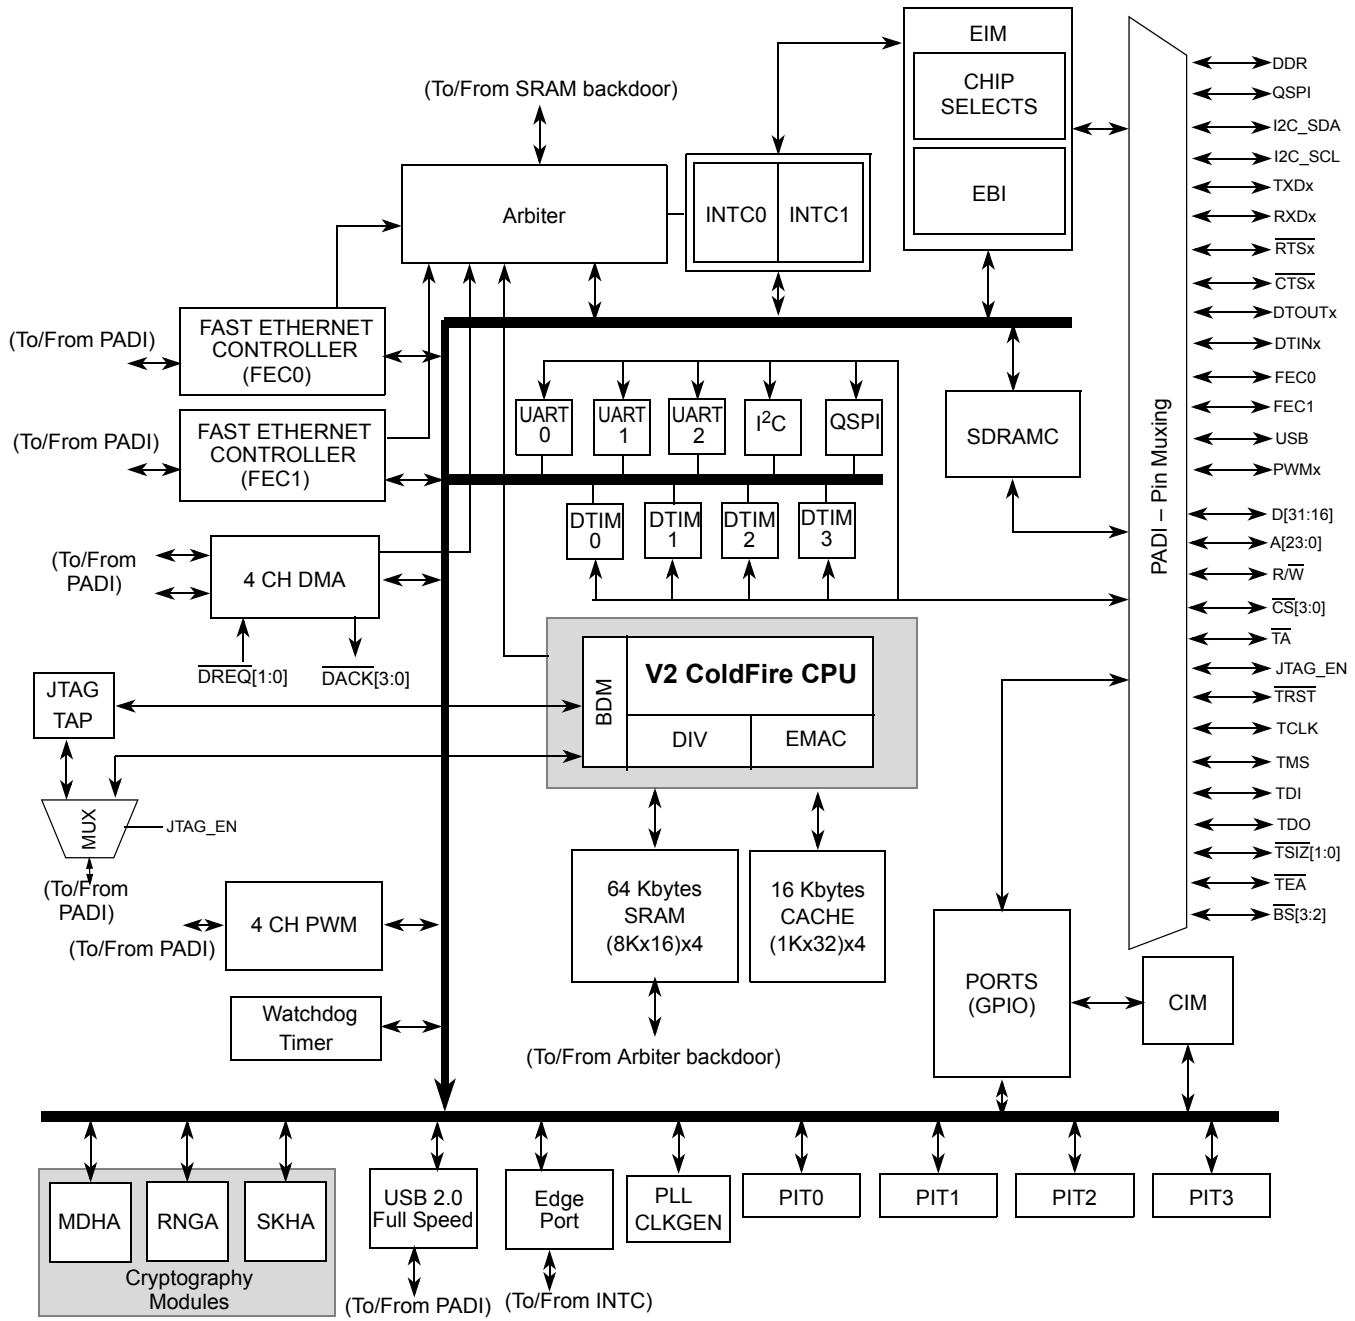 EIM
CHIP
SELECTS
EBI
(To/From SRAM backdoor)
Arbiter
INTC0
INTC1
FAST ETHERNET
CONTROLLER
(FEC0)
(To/From PADI)
FAST ETHERNET
CONTROLLER
(FEC1)
(To/From PADI)
UART
0
UART
1
UART
2
I²C
QSPI
SDRAMC
DTIM
0
DTIM
1
DTIM
2
DTIM
3
(To/From
PADI)
4 CH DMA
DREQ[1:0]
DACK[3:0]
JTAG
TAP
BDM
V2 ColdFire CPU
DIV
EMAC
MUX
JTAG_EN
(To/From
PADI)
4 CH PWM
(To/From PADI)
64 Kbytes
SRAM
(8Kx16)x4
16 Kbytes
CACHE
(1Kx32)x4
(To/From Arbiter backdoor)
Watchdog
Timer
PORTS
(GPIO)
CIM
PADI – Pin Muxing
DDR
QSPI
I2C_SDA
I2C_SCL
TXDx
RXDx
RTSx
CTSx
DTOUTx
DTINx
FEC0
FEC1
USB
PWMx
D[31:16]
A[23:0]
R/W
CS[3:0]
TA
JTAG_EN
TRST
TCLK
TMS
TDI
TDO
TSIZ[1:0]
TEA
BS[3:2]
MDHA
RNGA
SKHA
Cryptography
Modules
USB 2.0
Full Speed
(To/From PADI)
Edge
Port
(To/From INTC)
PLL
CLKGEN
PIT0
PIT1
PIT2
PIT3